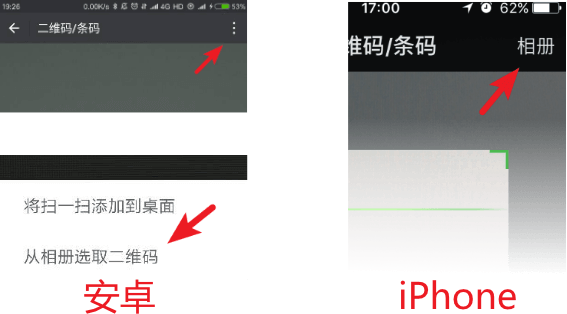 19:26 0.00K/s 4G HD 53%
二维码/条码
将扫一扫添加到桌面
从相册选取二维码
安卓
17:00 62%
维码/条码 相册
iPhone